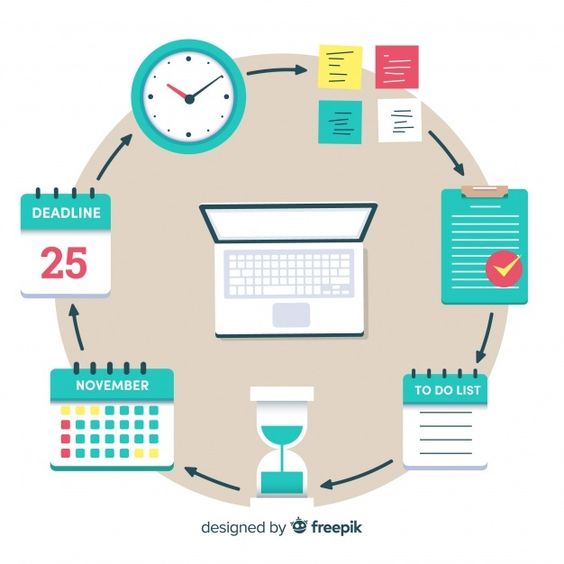 DEADLINE
25
TO DO LIST
NOVEMBER
designed by freepik